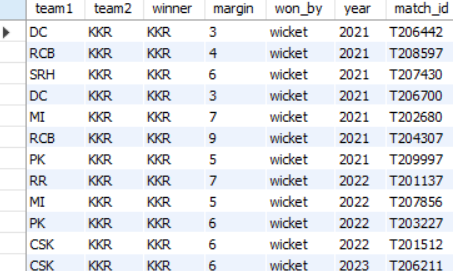 team1 team2 winner margin won_by year match_id
DC KKR KKR 3 wicket 2021 T206442
RCB KKR KKR 4 wicket 2021 T208597
SRH KKR KKR 6 wicket 2021 T207430
DC KKR KKR 3 wicket 2021 T206700
MI KKR KKR 7 wicket 2021 T202680
RCB KKR KKR 9 wicket 2021 T204307
PK KKR KKR 5 wicket 2021 T209997
RR KKR KKR 7 wicket 2022 T201137
MI KKR KKR 5 wicket 2022 T207856
PK KKR KKR 6 wicket 2022 T203227
CSK KKR KKR 6 wicket 2022 T201512
CSK KKR KKR 6 wicket 2023 T206211